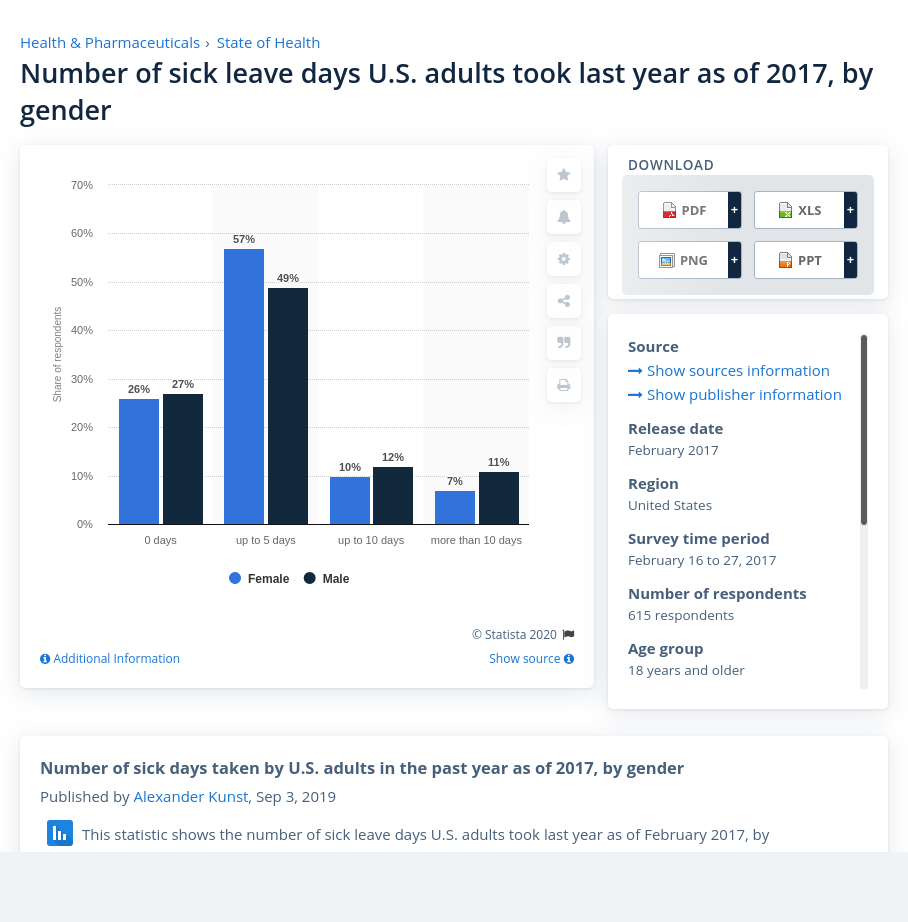 Health & Pharmaceuticals › State of Health
Number of sick leave days U.S. adults took last year as of 2017, by
gender
70%
60%
50%
40%
30%
20%
10%
0%
Share of respondents
26%
27%
57%
49%
10%
12%
7%
11%
0 days
up to 5 days
up to 10 days
more than 10 days
Female
Male
© Statista 2020
Additional Information
Show source
DOWNLOAD
PDF +
XLS +
PNG +
PPT +
Source
Show sources information
Show publisher information
Release date
February 2017
Region
United States
Survey time period
February 16 to 27, 2017
Number of respondents
615 respondents
Age group
18 years and older
Number of sick days taken by U.S. adults in the past year as of 2017, by gender
Published by Alexander Kunst, Sep 3, 2019
This statistic shows the number of sick leave days U.S. adults took last year as of February 2017, by